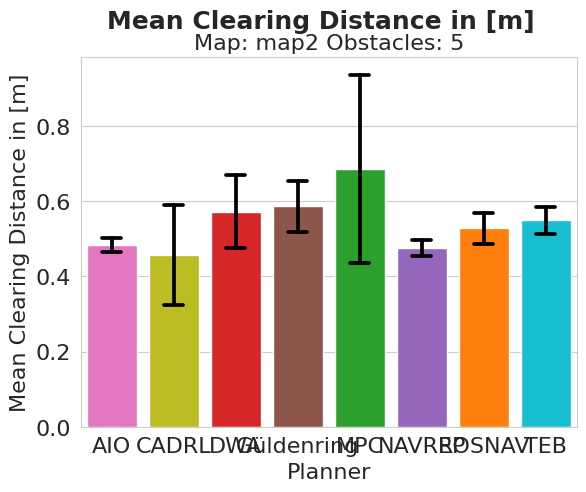 Mean Clearing Distance in [m]
Map: map2 Obstacles: 5
Mean Clearing Distance in [m]
0.8
0.6
0.4
0.2
0.0
AIO CADRL DWA Güldenring MPC NAVREP ROSNAV TEB
Planner